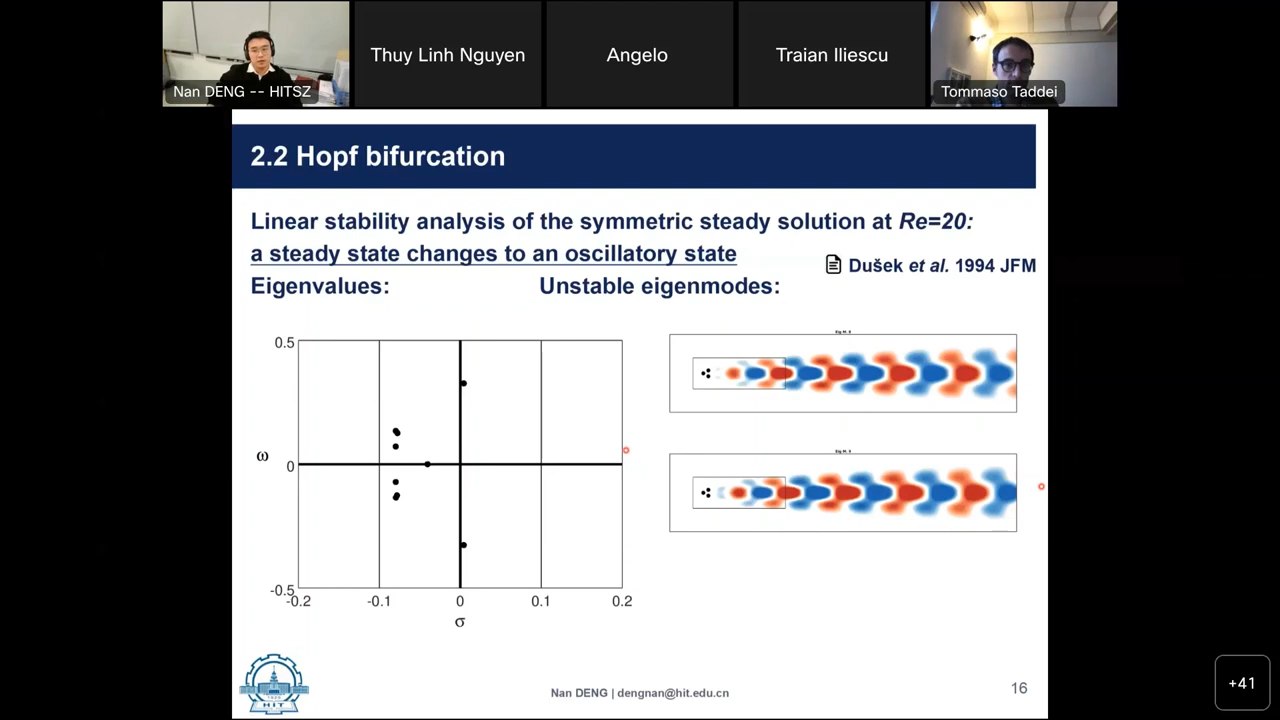 Nan DENG -- HITSZ
Thuy Linh Nguyen
Angelo
Traian Iliescu
Tommaso Taddei
2.2 Hopf bifurcation
Linear stability analysis of the symmetric steady solution at Re=20:
a steady state changes to an oscillatory state
Dušek et al. 1994 JFM
Eigenvalues:
Unstable eigenmodes:
0.5
ω
0
-0.5
-0.2
-0.1
0
0.1
0.2
σ
HIT
Nan DENG | dengnan@hit.edu.cn
16
+41